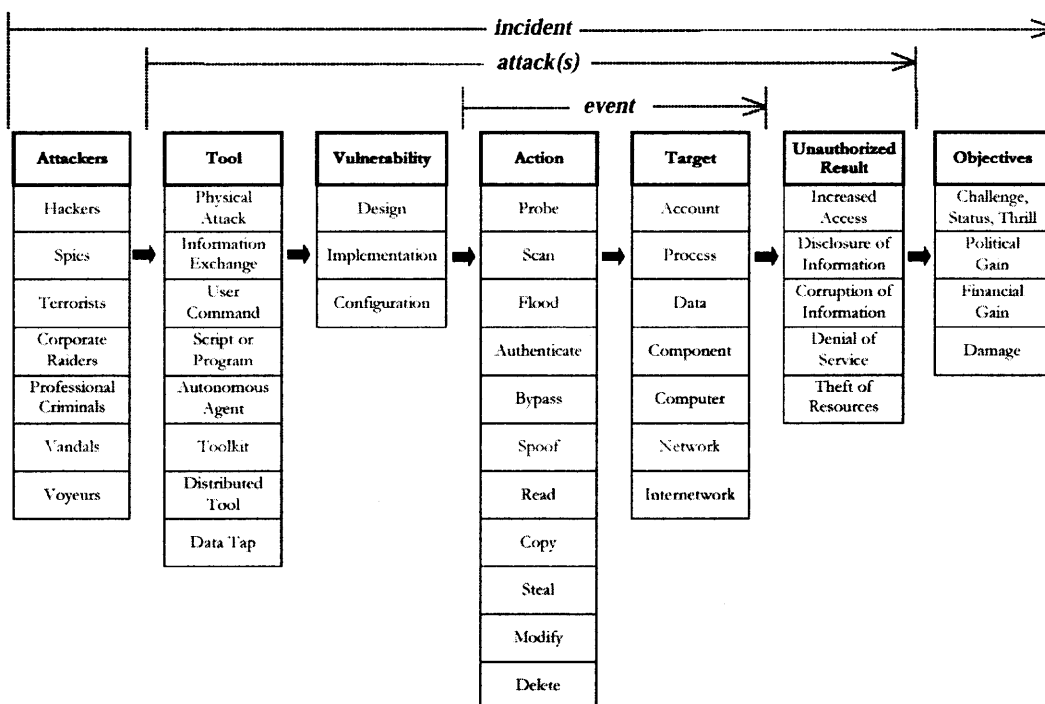 incident
attack(s)
event
Attackers
Hackers
Spies
Terrorists
Corporate
Raiders
Professional
Criminals
Vandals
Voyeurs
Tool
Physical
Attack
Information
Exchange
User
Command
Script or
Program
Autonomous
Agent
Toolkit
Distributed
Tool
Data Tap
Vulnerability
Design
Implementation
Configuration
Action
Probe
Scan
Flood
Authenticate
Bypass
Spoof
Read
Copy
Steal
Modify
Delete
Target
Account
Process
Data
Component
Computer
Network
Internetwork
Unauthorized
Result
Increased
Access
Disclosure of
Information
Corruption of
Information
Denial of
Service
Theft of
Resources
Objectives
Challenge,
Status, Thrill
Political
Gain
Financial
Gain
Damage